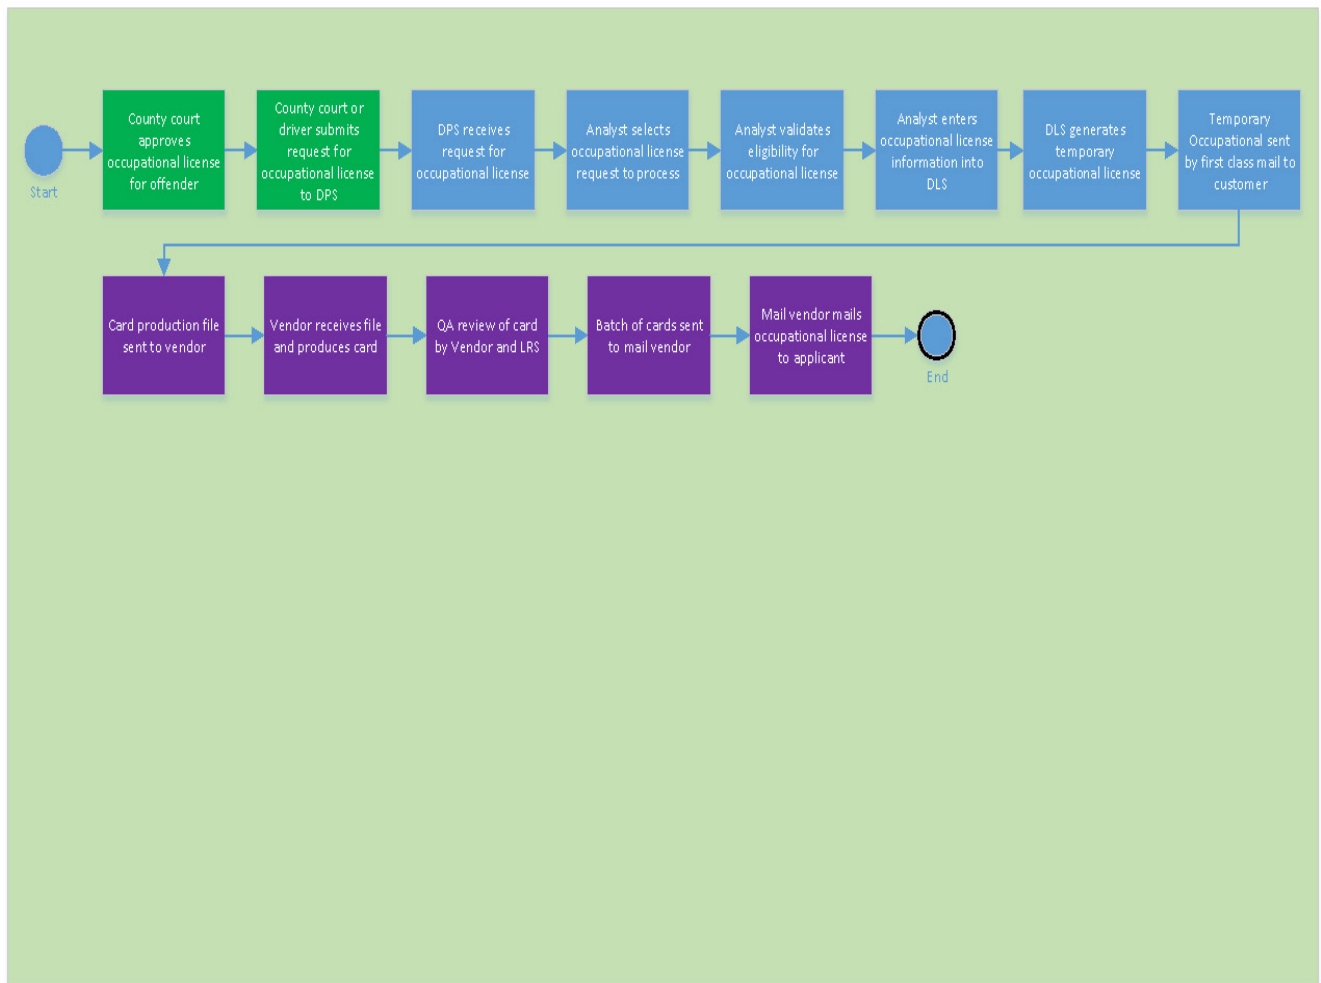 County court
approves
occupational license
for offender
County court or
driver submits
request for
occupational license
to DPS
DPS receives
request for
occupational license
Analyst selects
occupational license
request to process
Analyst validates
eligibility for
occupational license
Analyst enters
occupational license
information into
DLS
DLS generates
temporary
occupational license
Temporary
Occupational sent
by first class mail to
customer
Start
Card production file
sent to vendor
Vendor receives file
and produces card
QA review of card
by Vendor and LRS
Batch of cards sent
to mail vendor
Mail vendor mails
occupational license
to applicant
End